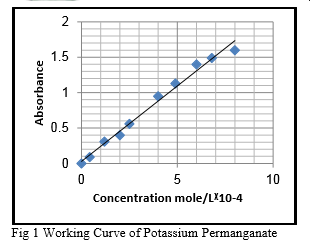 2
1.5
1
0.5
0
0 5 10
Absorbance
Concentration mole/LˣX10-4
Fig 1 Working Curve of Potassium Permanganate